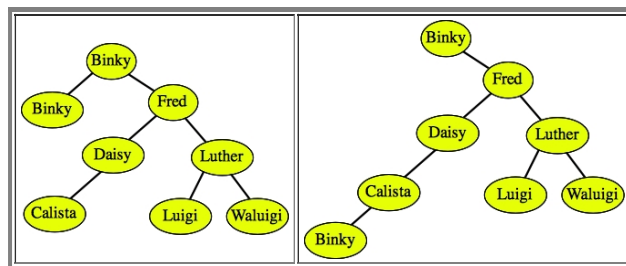 Binky
Binky
Fred
Daisy
Luther
Calista
Luigi
Waluigi
Binky
Fred
Daisy
Luther
Calista
Luigi
Waluigi
Binky